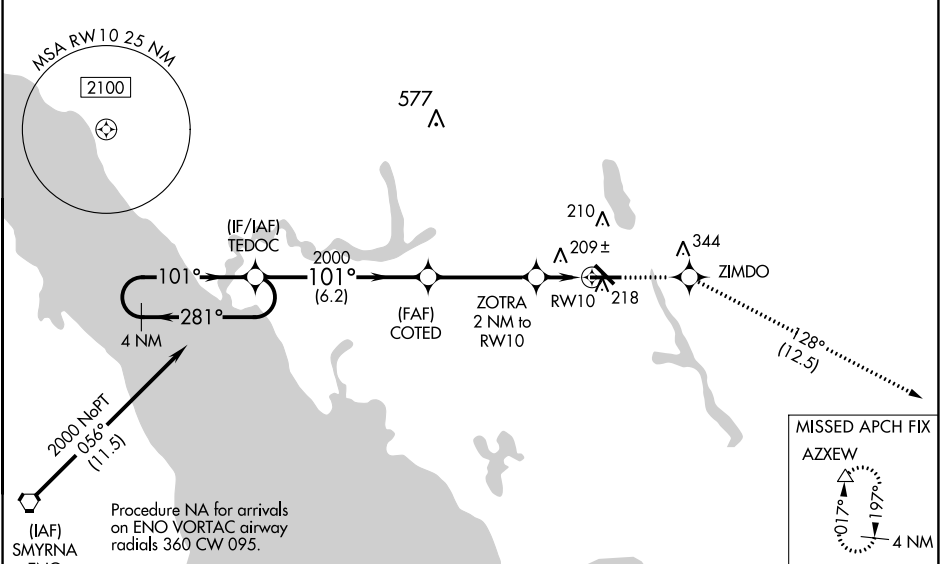 MSA RW10 25 NM
2100
577
210
209±
344
(IF/IAF)
TEDOC
2000
101°
101°
(6.2)
ZIMDO
RW10
218
281°
4 NM
(FAF)
COTED
ZOTRA
2 NM to
RW10
128°
(12.5)
2000 NoPT
056°
(11.5)
MISSED APCH FIX
AZXEW
017°
197°
4 NM
Procedure NA for arrivals
on ENO VORTAC airway
radials 360 CW 095.
(IAF)
SMYRNA